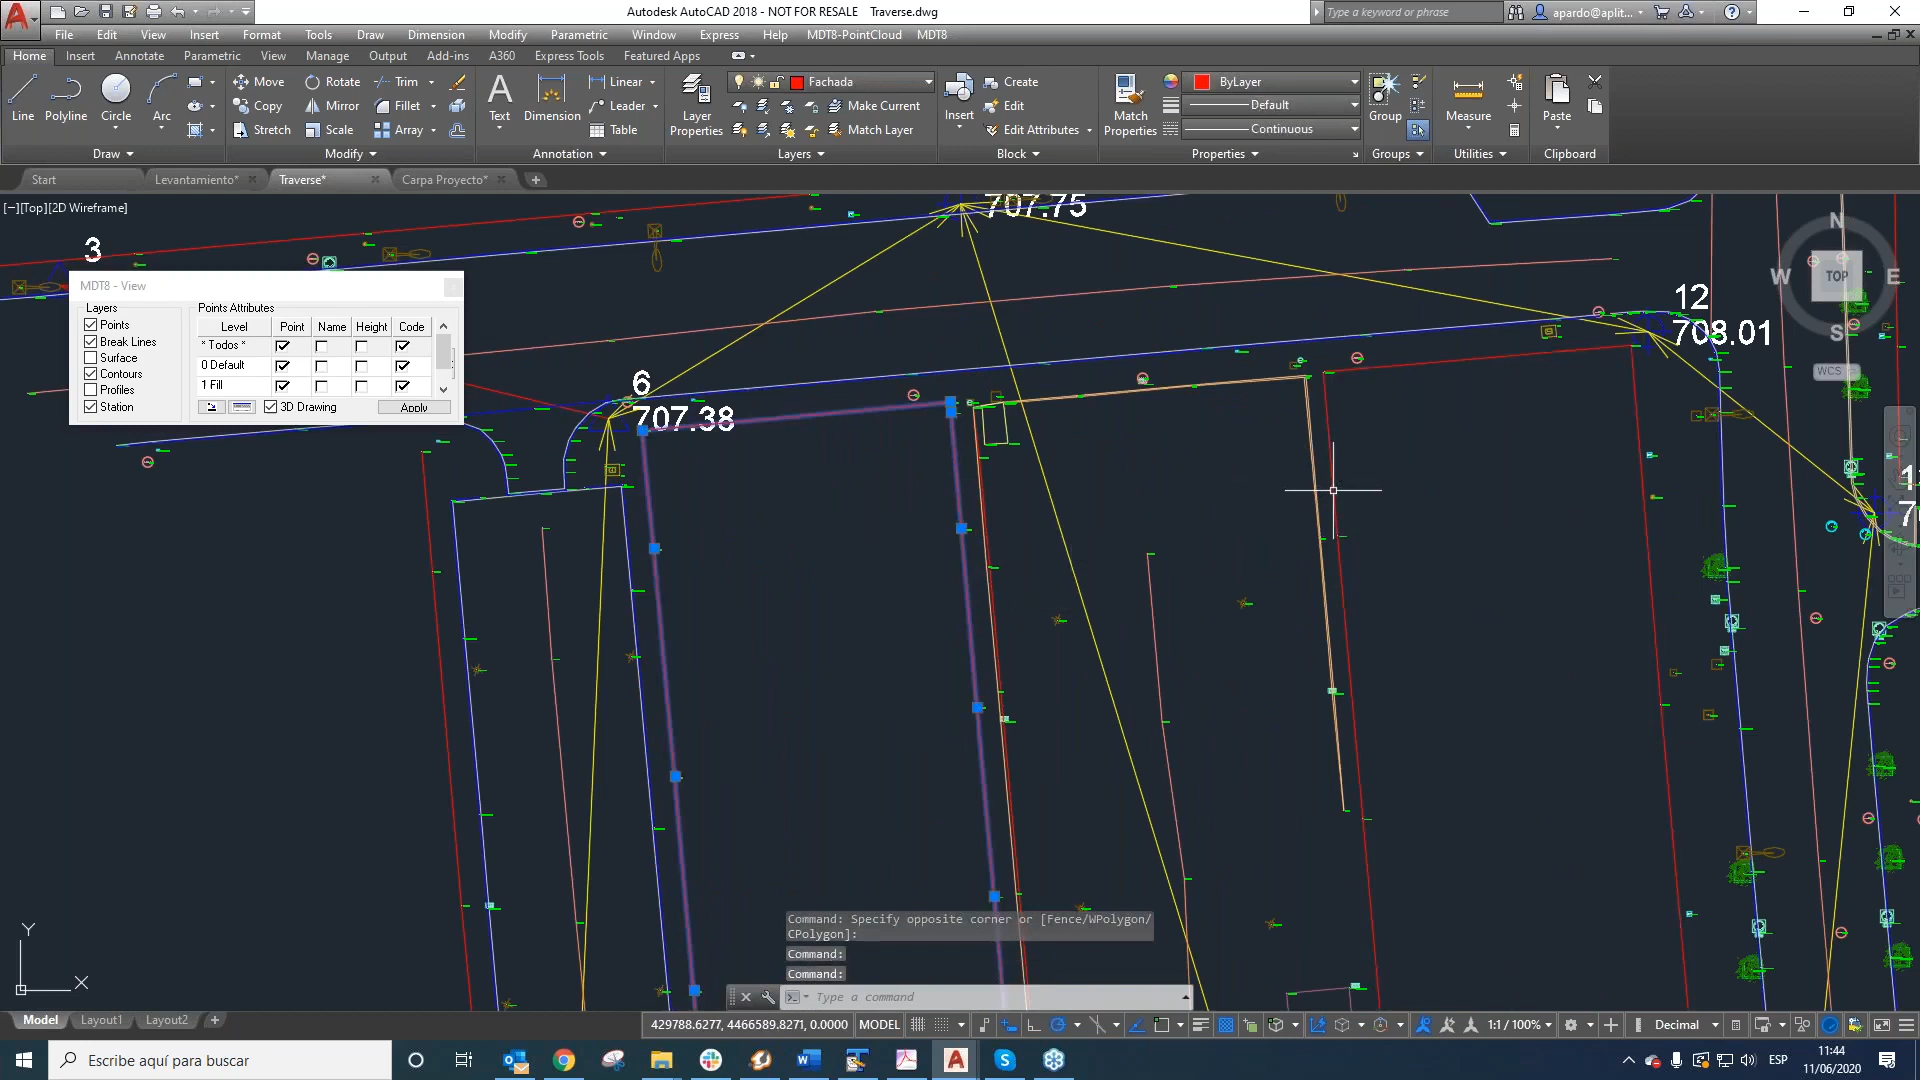 Autodesk AutoCAD 2018 - NOT FOR RESALE Traverse.dwg
Type a keyword or phrase
apardo@aplit...
File Edit View Insert Format Tools Draw Dimension Modify Parametric Window Express Help MDT8-PointCloud MDT8
Home Insert Annotate Parametric View Manage Output Add-ins A360 Express Tools Featured Apps
Line Polyline Circle Arc
Draw
Move Rotate Trim
Copy Mirror Fillet
Stretch Scale Array
Modify
Text Dimension
Linear
Leader
Table
Annotation
Layer Properties
Fachada
Make Current
Match Layer
Layers
Insert
Create
Edit
Edit Attributes
Block
Match Properties
ByLayer
Default
Continuous
Properties
Group
Groups
Measure
Utilities
Paste
Clipboard
Start Levantamiento* Traverse* Carpa Proyecto*
[−][Top][2D Wireframe]
707.75
3
MDT8 - View
Layers
Points
Break Lines
Surface
Contours
Profiles
Station
Points Attributes
Level Point Name Height Code
* Todos *
0 Default
1 Fill
3D Drawing
Apply
6
707.38
12
708.01
N
W TOP E
S
WCS
1
7
Command: Specify opposite corner or [Fence/WPolygon/
CPolygon]:
Command:
Command:
Type a command
Y
X
Model Layout1 Layout2
429788.6277, 4466589.8271, 0.0000 MODEL
1:1 / 100%
Decimal
Escribe aquí para buscar
ESP
11:44
11/06/2020